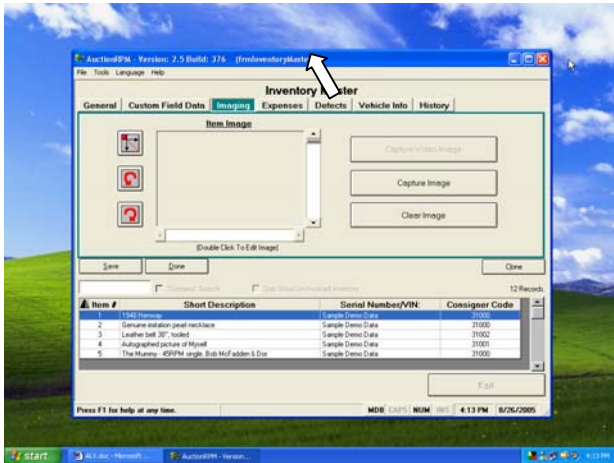 AuctionRPM - Version: 2.5 Build: 376 (frmInventoryMaste
File Tools Language Help
Inventory Master
General Custom Field Data Imaging Expenses Defects Vehicle Info History
Item Image
Capture Video Image
Capture Image
Clear Image
(Double Click To Edit Image)
Save Done Clone
"Contains" Search 12 Records
Item # Short Description Serial Number/VIN: Consigner Code
1 1948 Henway Sample Demo Data 31000
2 Genuine imitation pearl necklace Sample Demo Data 31000
3 Leather belt 38", tooled Sample Demo Data 31002
4 Autographed picture of Myself Sample Demo Data 31001
5 The Mummy - 45RPM single, Bob McFadden & Dor Sample Demo Data 31000
Exit
Press F1 for help at any time. MDB CAPS NUM INS 4:13 PM 8/26/2005
start ALV.doc - Microsoft ... AuctionRPM - Version... 4:13 PM